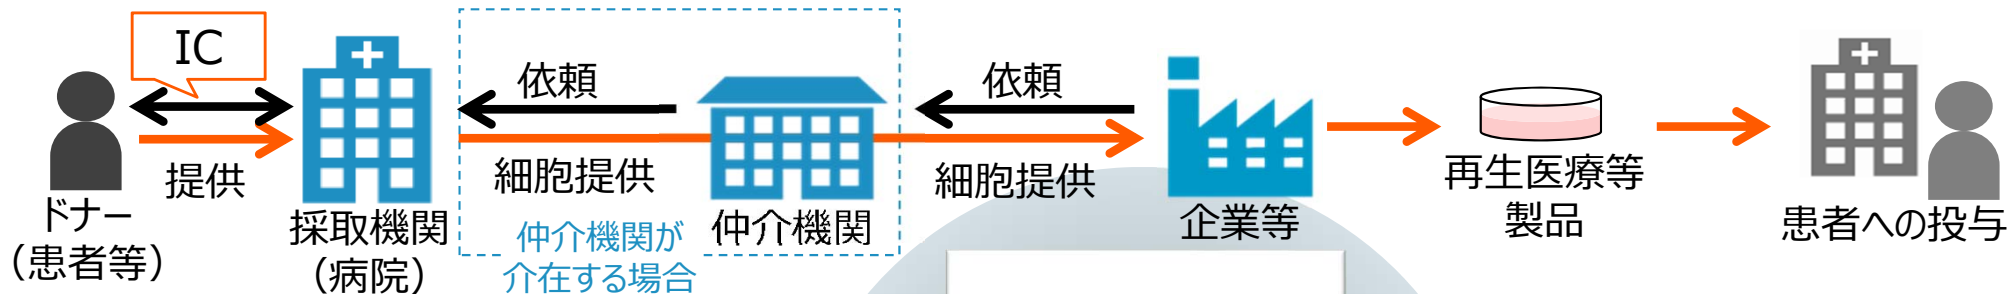 IC
提供
ドナー
（患者等）
採取機関
（病院）
依頼
細胞提供
仲介機関が
介在する場合
仲介機関
依頼
細胞提供
企業等
再生医療等
製品
患者への投与